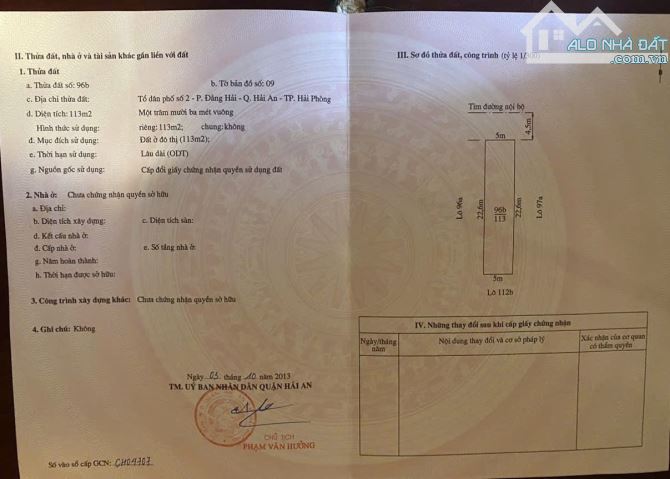 II. Thửa đất, nhà ở và tài sản khác gắn liền với đất
1. Thửa đất
a. Thửa đất số: 96b
b. Tờ bản đồ số: 09
c. Địa chỉ thửa đất: Tổ dân phố số 2 - P. Đằng Hải - Q. Hải An - TP. Hải Phòng
d. Diện tích: 113m2 Một trăm mười ba mét vuông
Hình thức sử dụng: riêng: 113m2; chung: không
đ. Mục đích sử dụng: Đất ở đô thị (113m2);
e. Thời hạn sử dụng: Lâu dài (ODT)
g. Nguồn gốc sử dụng: Cấp đổi giấy chứng nhận quyền sử dụng đất
2. Nhà ở: Chưa chứng nhận quyền sở hữu
a. Địa chỉ:
b. Diện tích xây dựng: c. Diện tích sàn:
d. Kết cấu nhà ở:
đ. Cấp nhà ở: e. Số tầng nhà ở:
g. Năm hoàn thành:
h. Thời hạn được sở hữu:
3. Công trình xây dựng khác: Chưa chứng nhận quyền sở hữu
4. Ghi chú: Không
Ngày 03 tháng 10 năm 2013
TM. UỶ BAN NHÂN DÂN QUẬN HẢI AN
CHỦ TỊCH
PHẠM VĂN HƯỜNG
Số vào sổ cấp GCN: CH04707
ALO NHÀ ĐẤT
III. Sơ đồ thửa đất, công trình (tỷ lệ 1/300)
Tim đường nội bộ
4,5m
5m
Lô 96a
22,6m
96b
113
22,6m
Lô 97a
5m
Lô 112b
IV. Những thay đổi sau khi cấp giấy chứng nhận
Ngày/tháng năm
Nội dung thay đổi và cơ sở pháp lý
Xác nhận của cơ quan
có thẩm quyền